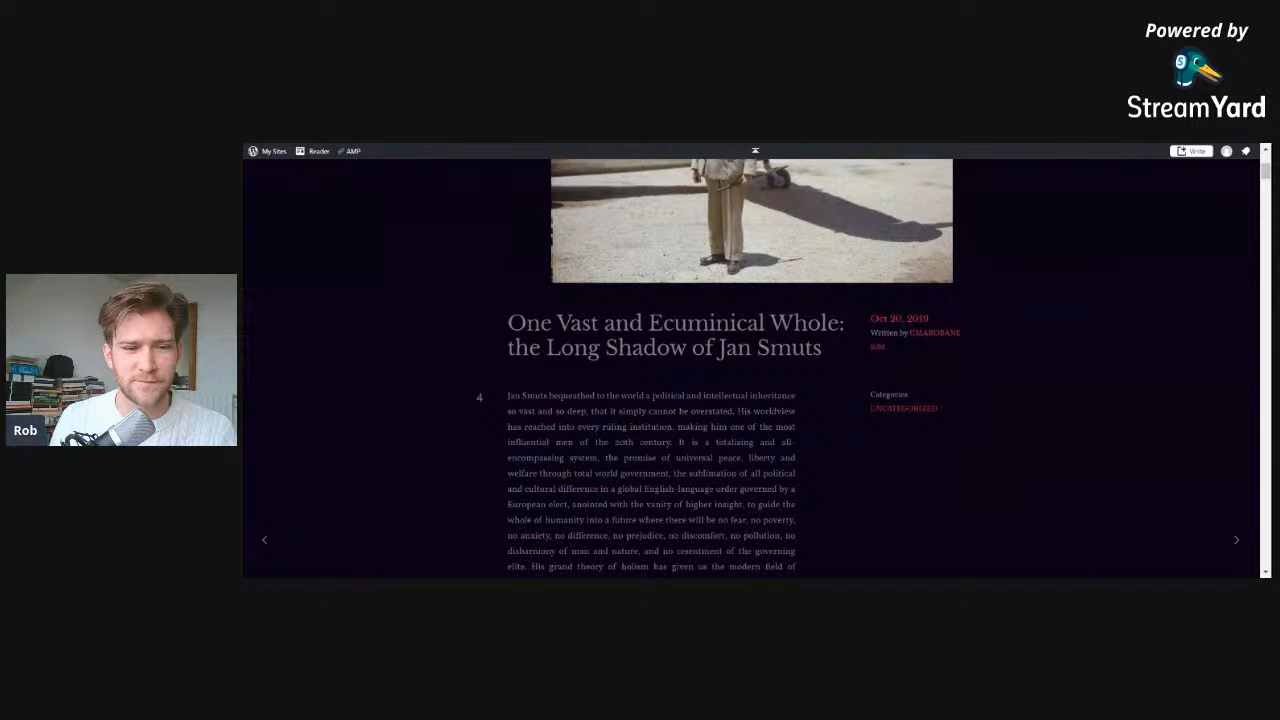 Powered by
StreamYard
My Sites Reader AMP Write
One Vast and Ecuminical Whole:
the Long Shadow of Jan Smuts
Oct 20, 2019
Written by UMAROBANE
Edit
4
Jan Smuts bequeathed to the world a political and intellectual inheritance
so vast and so deep, that it simply cannot be overstated. His worldview
has reached into every ruling institution, making him one of the most
influential men of the 20th century. It is a totalising and all-
encompassing system, the promise of universal peace, liberty and
welfare through total world government, the sublimation of all political
and cultural difference in a global English-language order governed by a
European elect, anointed with the vanity of higher insight, to guide the
whole of humanity into a future where there will be no fear, no poverty,
no anxiety, no difference, no prejudice, no discomfort, no pollution, no
disharmony of man and nature, and no resentment of the governing
elite. His grand theory of holism has given us the modern field of
Categories
UNCATEGORIZED
Rob